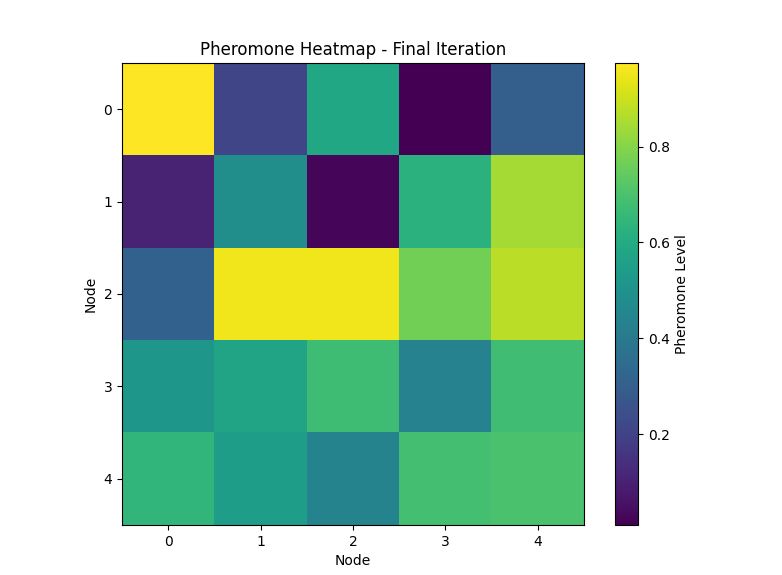 Pheromone Heatmap - Final Iteration
0
1
2
3
4
Node
0 1 2 3 4
Node
0.8
0.6
0.4
0.2
Pheromone Level